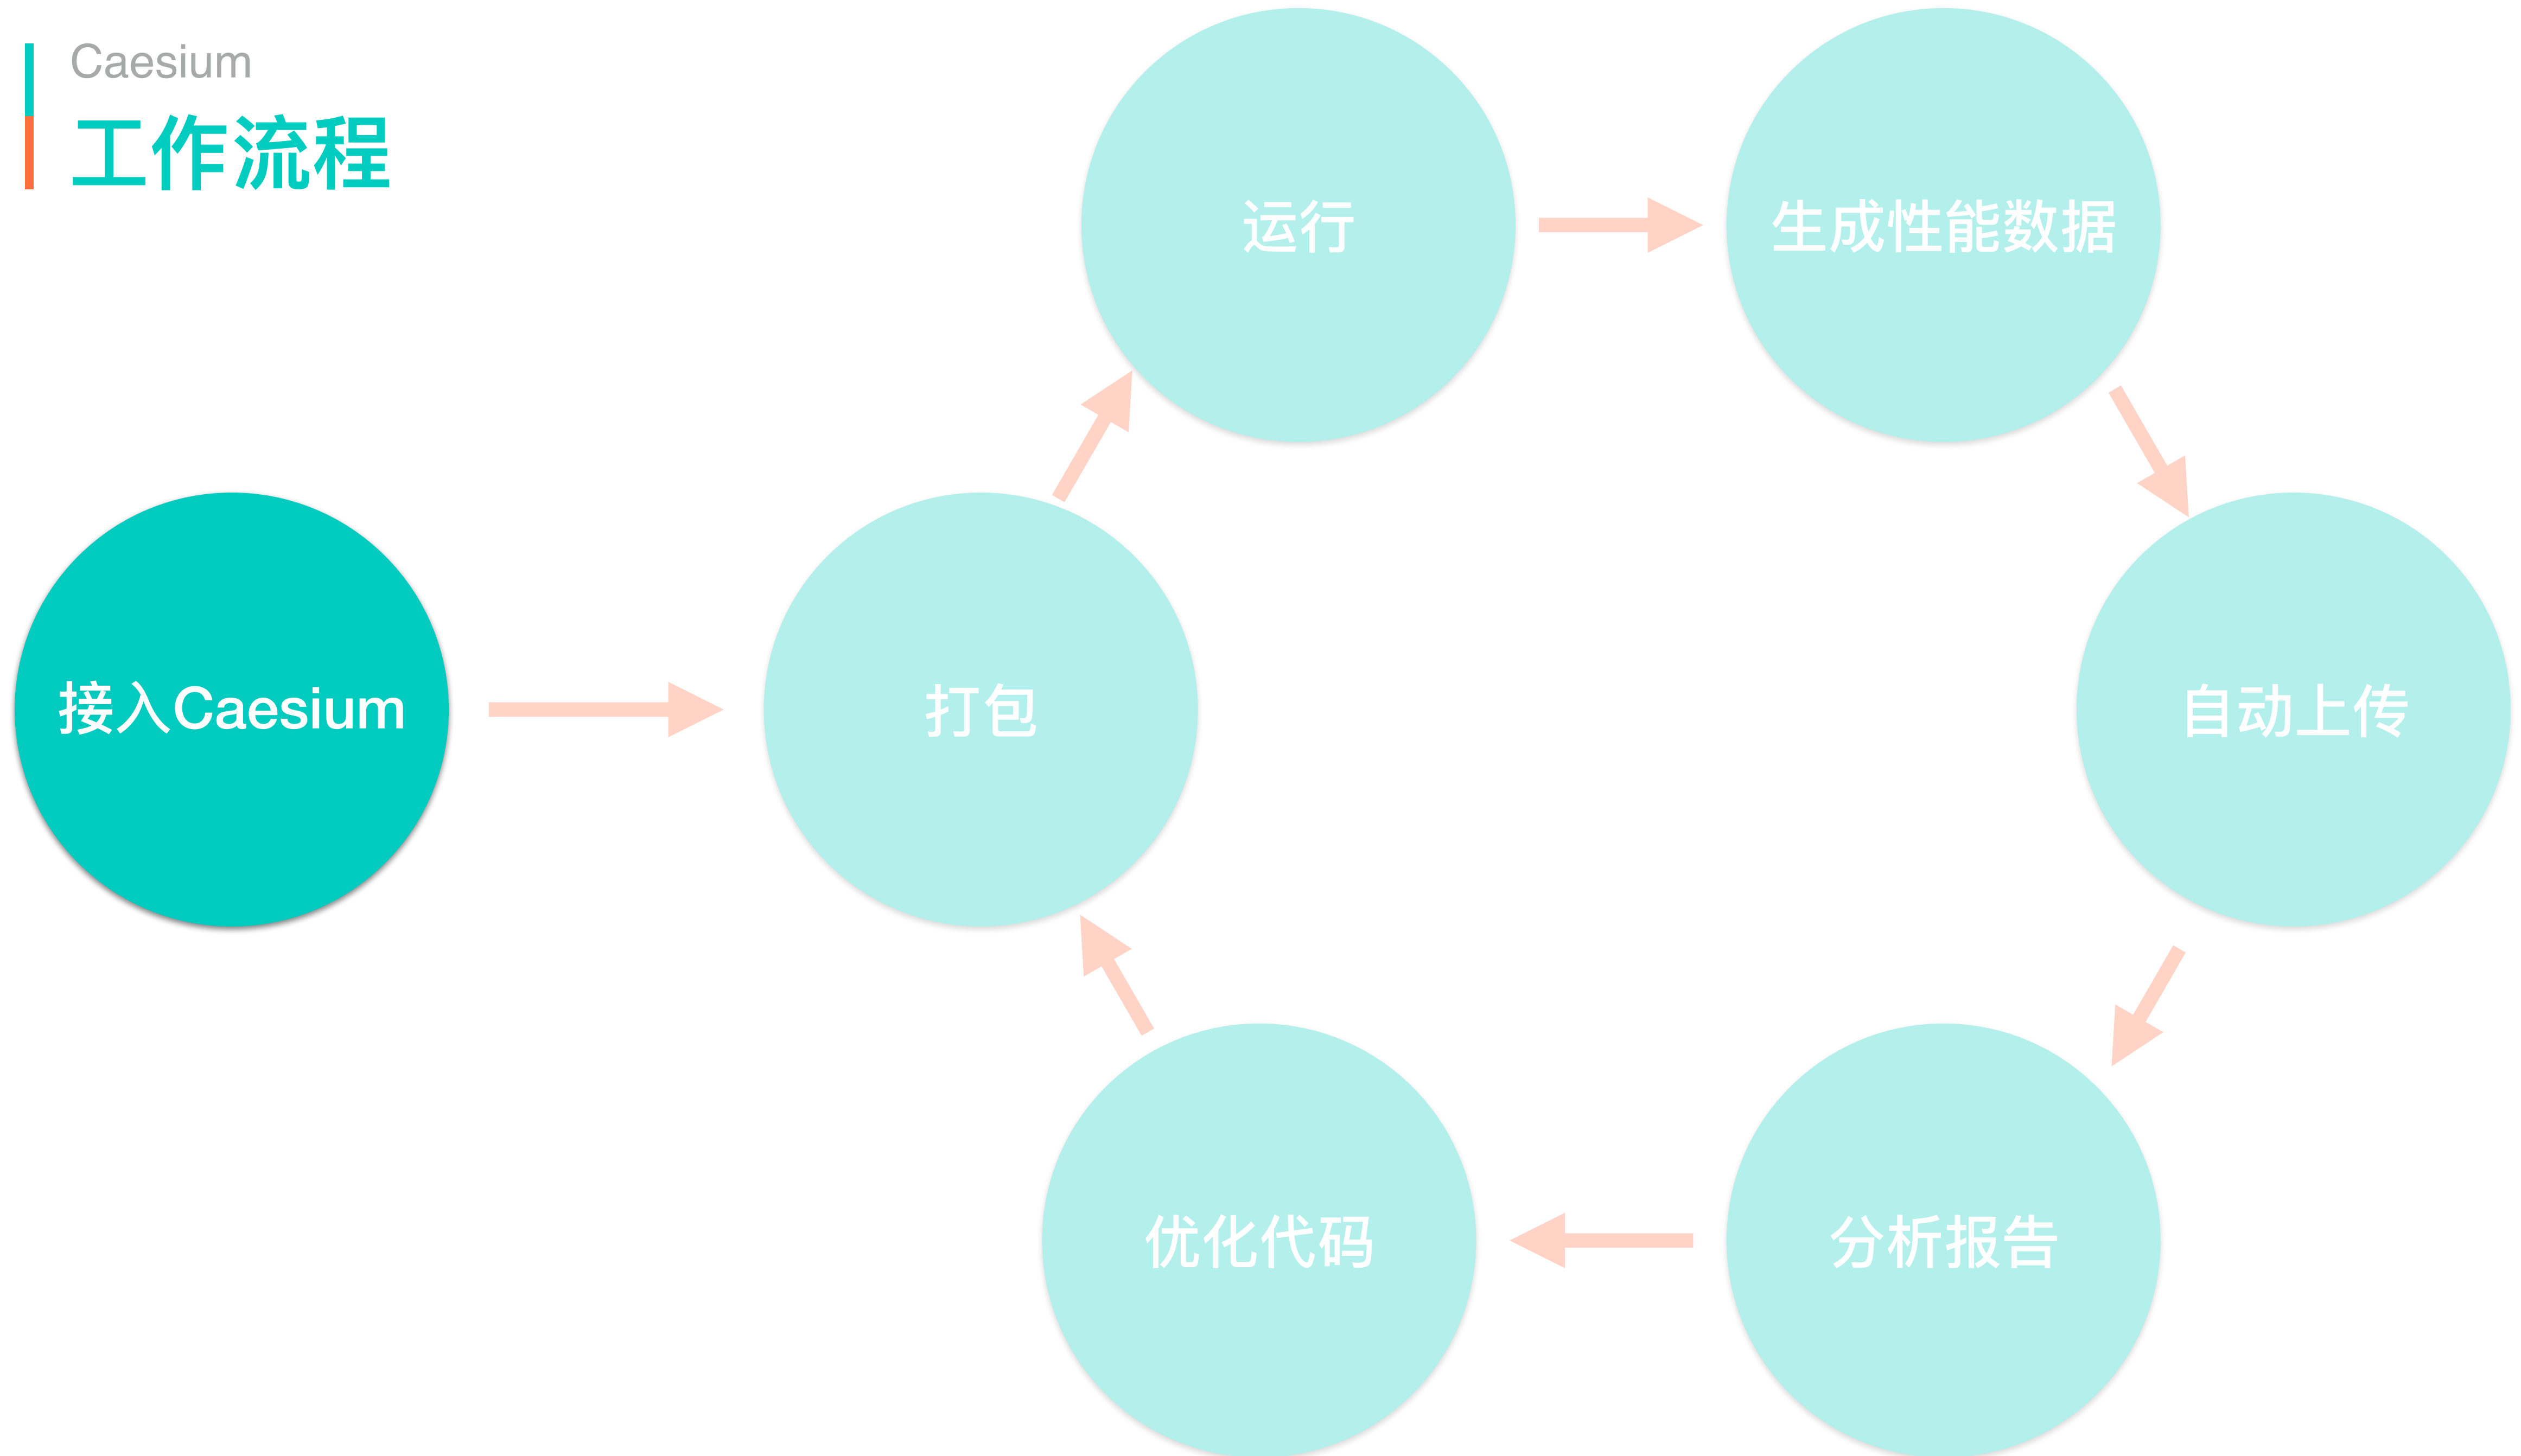 Caesium
工作流程
运行
生成性能数据
接入Caesium
打包
自动上传
优化代码
分析报告